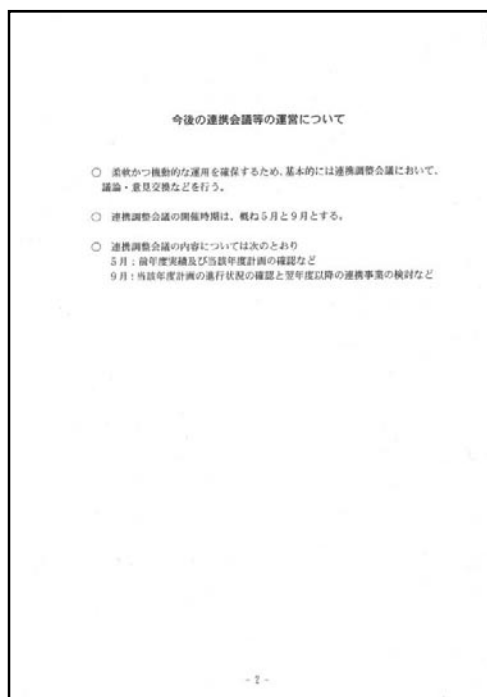 今後の連携会議等の運営について
○ 柔軟かつ機動的な運用を確保するため、基本的には連携調整会議において、
議論・意見交換などを行う。
○ 連携調整会議の開催時期は、概ね5月と9月とする。
○ 連携調整会議の内容については次のとおり
5月：前年度実績及び当該年度計画の確認など
9月：当該年度計画の進行状況の確認と翌年度以降の連携事業の検討など
- 2 -